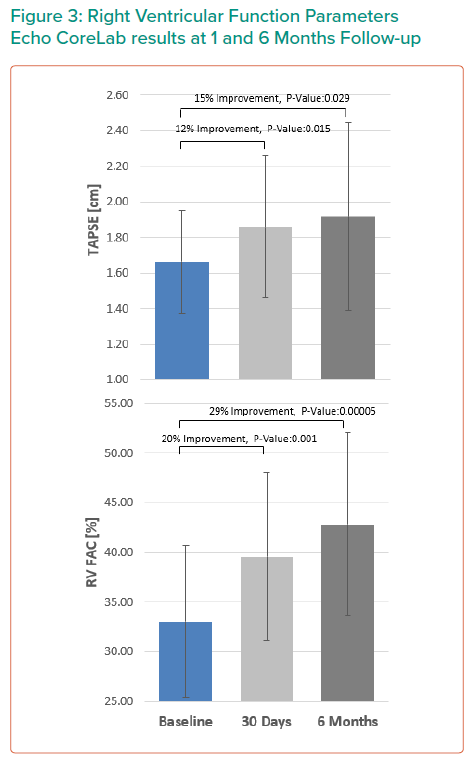 Figure 3: Right Ventricular Function Parameters
Echo CoreLab results at 1 and 6 Months Follow-up
2.60
15% Improvement, P-Value:0.029
2.40
12% Improvement, P-Value:0.015
2.20
2.00
1.80
1.60
1.40
1.20
1.00
TAPSE [cm]
55.00
29% Improvement, P-Value:0.00005
20% Improvement, P-Value:0.001
50.00
45.00
40.00
35.00
30.00
25.00
RV FAC [%]
Baseline 30 Days 6 Months